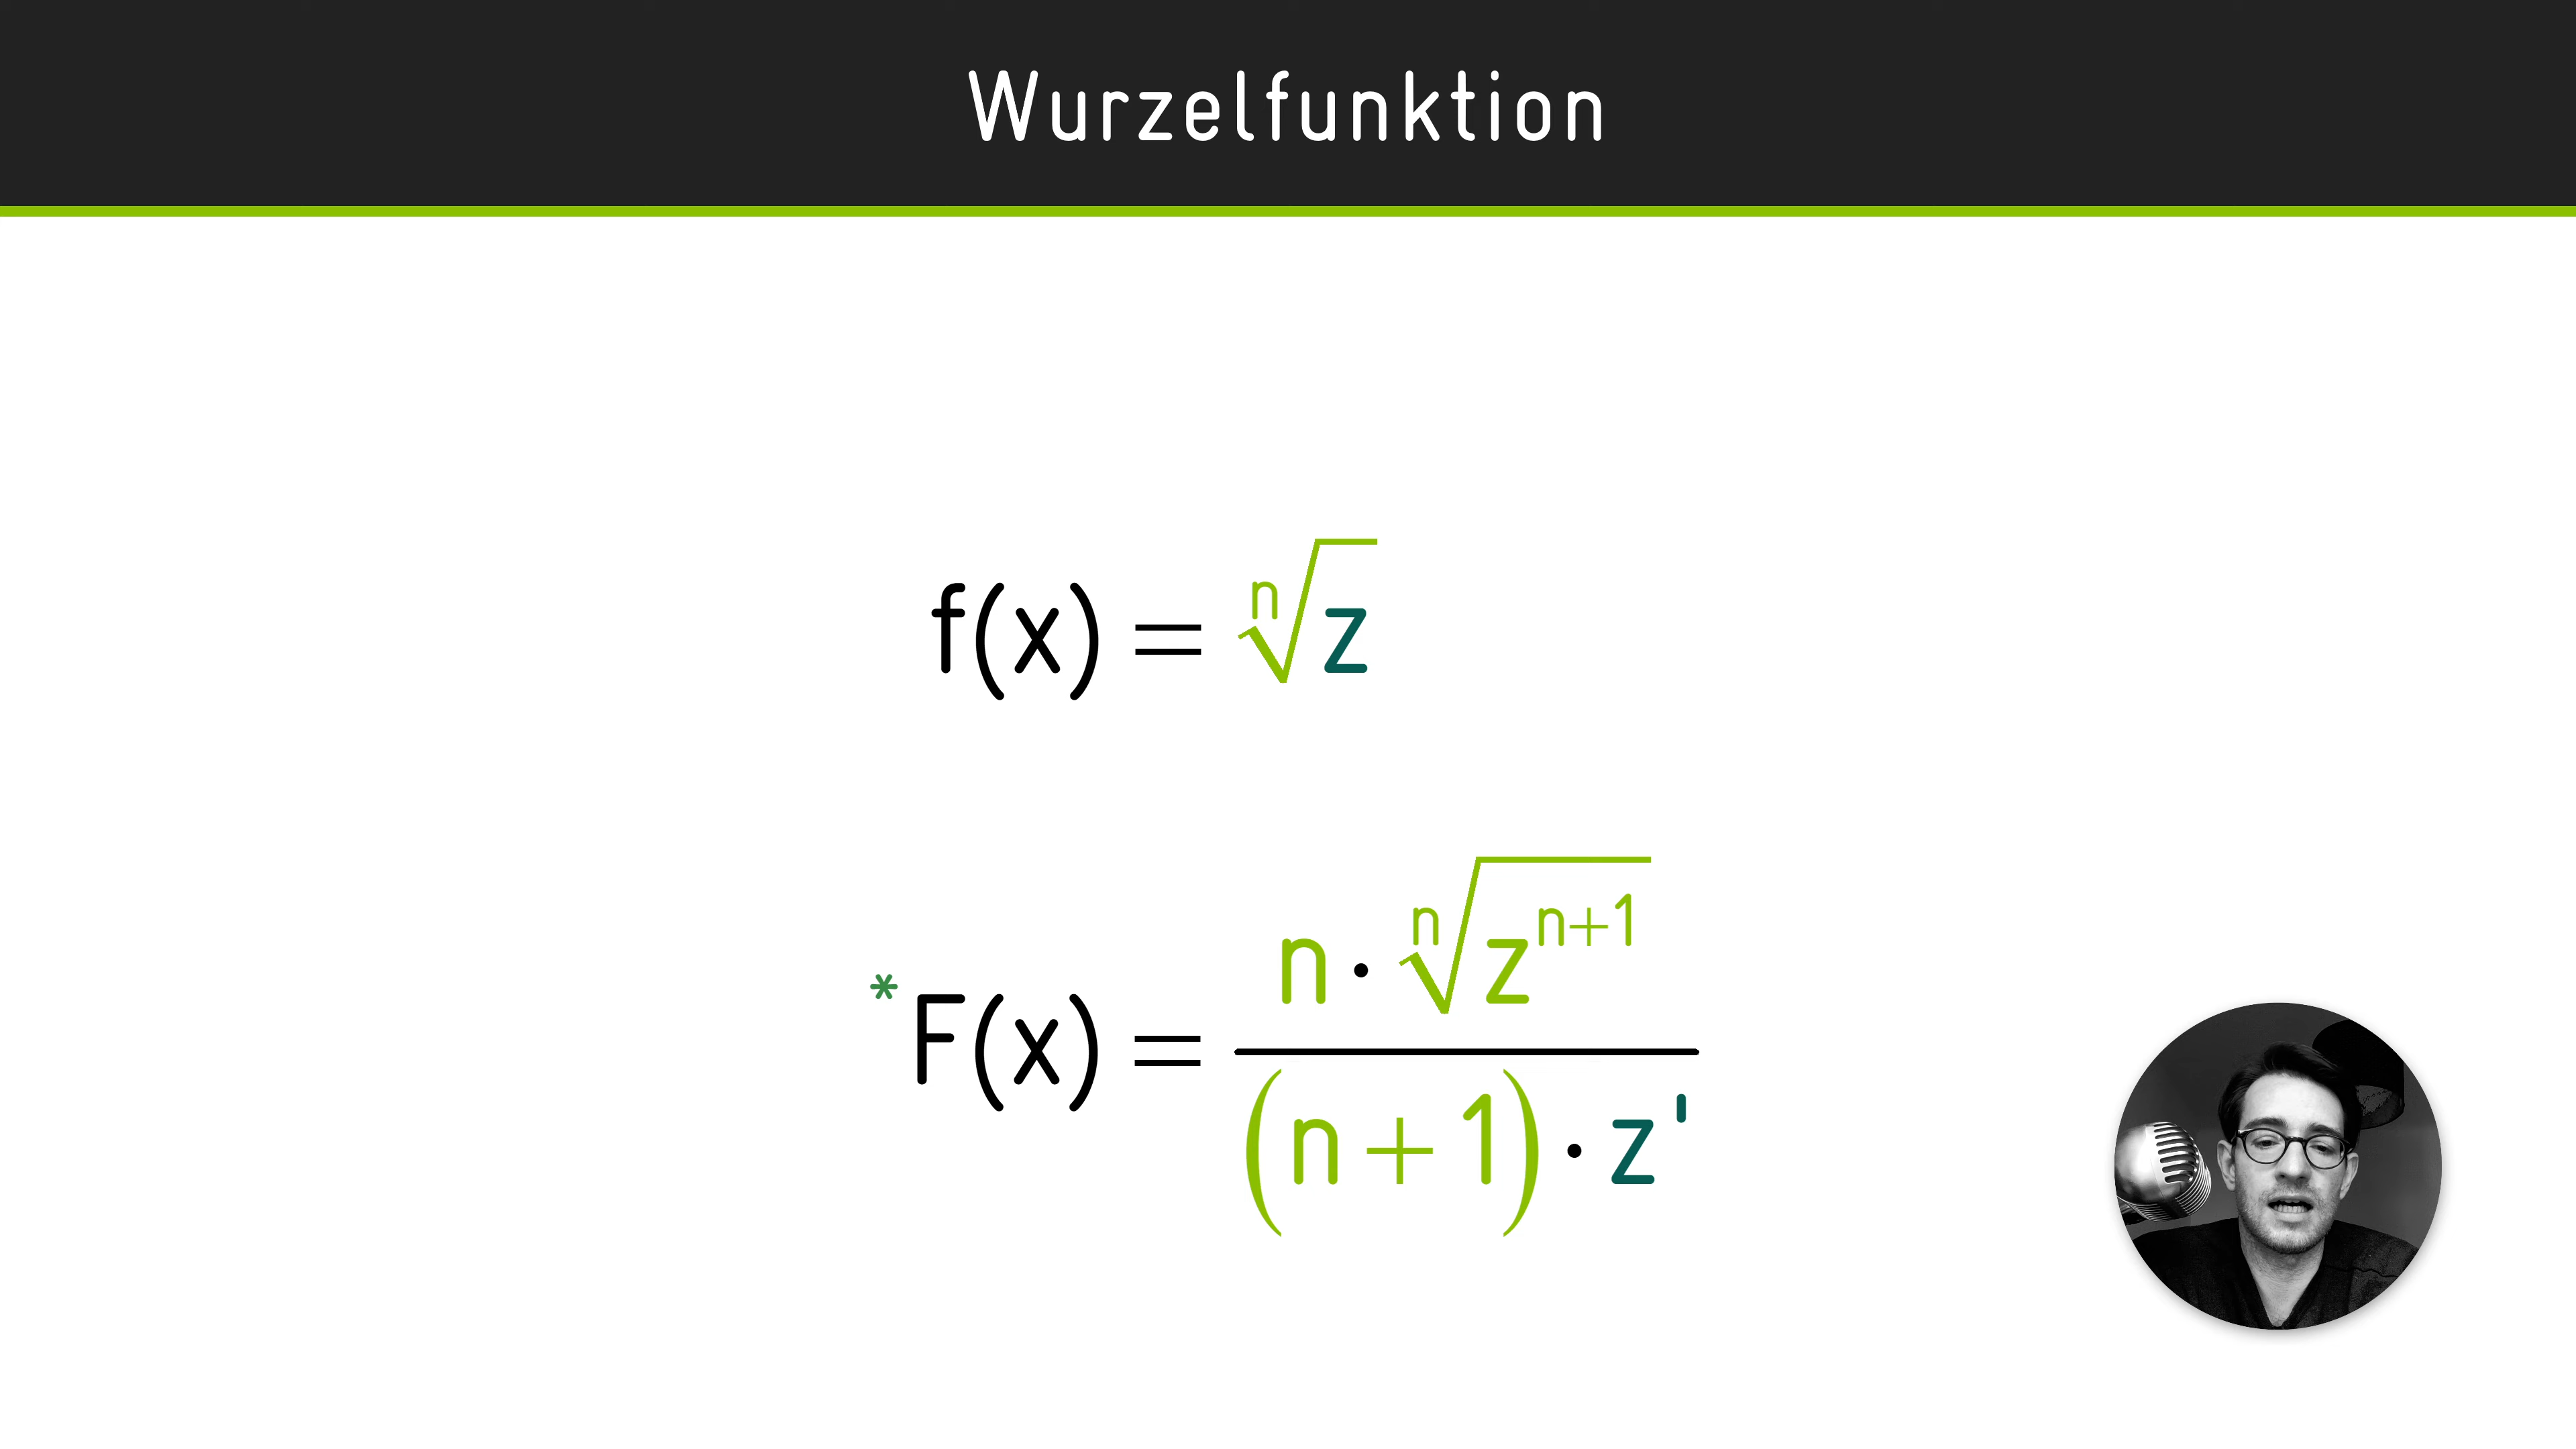 Wurzelfunktion
f(x) = ⁿ√z
* F(x) = n · ⁿ√zⁿ⁺¹
(n + 1) · z'